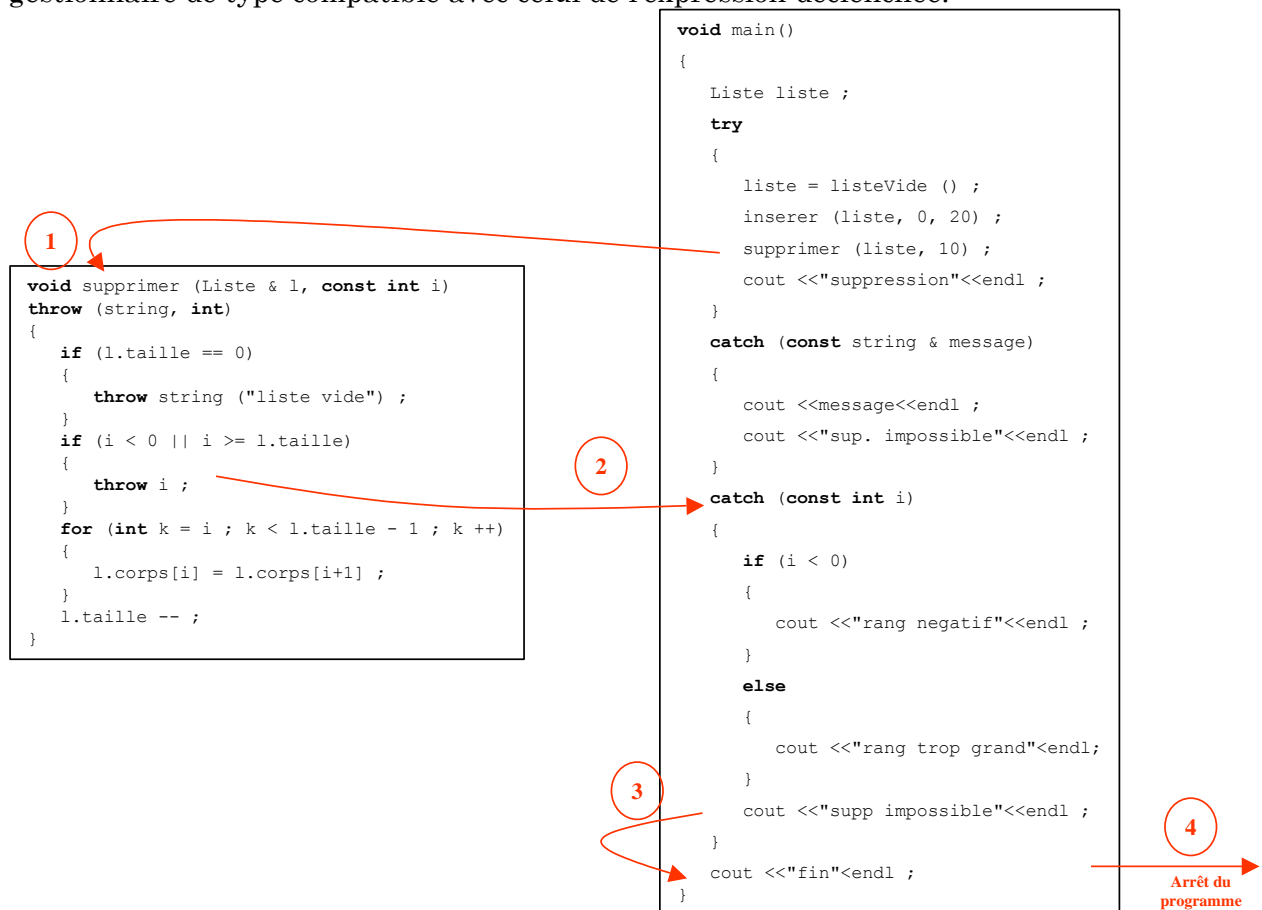 gestionnaire de type compatible avec celui de l'expression déclenchée.
void main()
{
Liste liste ;
try
{
liste = listeVide () ;
inserer (liste, 0, 20) ;
supprimer (liste, 10) ;
cout <<"suppression"<<endl ;
}
catch (const string & message)
{
cout <<message<<endl ;
cout <<"sup. impossible"<<endl ;
}
catch (const int i)
{
if (i < 0)
{
cout <<"rang negatif"<<endl ;
}
else
{
cout <<"rang trop grand"<endl;
}
cout <<"supp impossible"<<endl ;
}
cout <<"fin"<endl ;
}
1
void supprimer (Liste & l, const int i)
throw (string, int)
{
if (l.taille == 0)
{
throw string ("liste vide") ;
}
if (i < 0 || i >= l.taille)
{
throw i ;
}
for (int k = i ; k < l.taille - 1 ; k ++)
{
l.corps[i] = l.corps[i+1] ;
}
l.taille -- ;
}
2
3
4
Arrêt du
programme